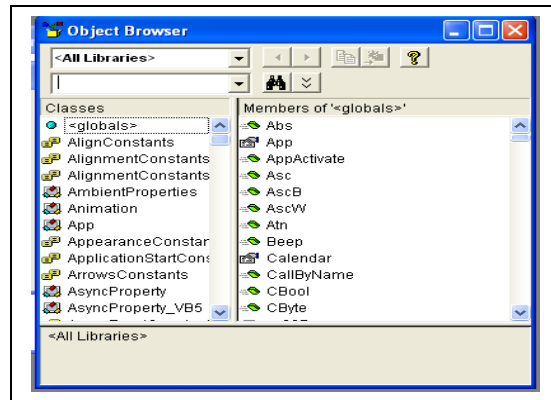 Object Browser
<All Libraries>
Classes
<globals>
AlignConstants
AlignmentConstants
AlignmentConstants
AmbientProperties
Animation
App
AppearanceConstar
ApplicationStartCons
ArrowsConstants
AsyncProperty
AsyncProperty_VB5
Members of '<globals>'
Abs
App
AppActivate
Asc
AscB
AscW
Atn
Beep
Calendar
CallByName
CBool
CByte
<All Libraries>